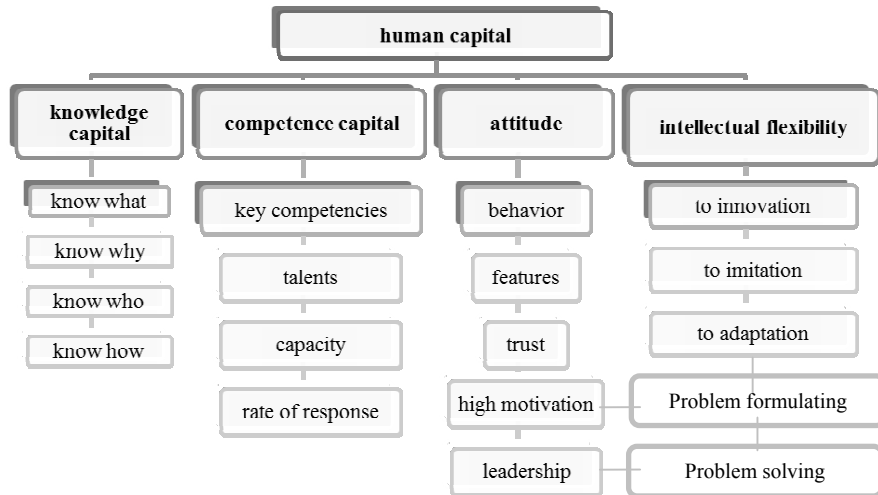 human capital
knowledge
capital
competence capital
attitude
intellectual flexibility
know what
know why
know who
know how
key competencies
talents
capacity
rate of response
behavior
features
trust
high motivation
leadership
to innovation
to imitation
to adaptation
Problem formulating
Problem solving